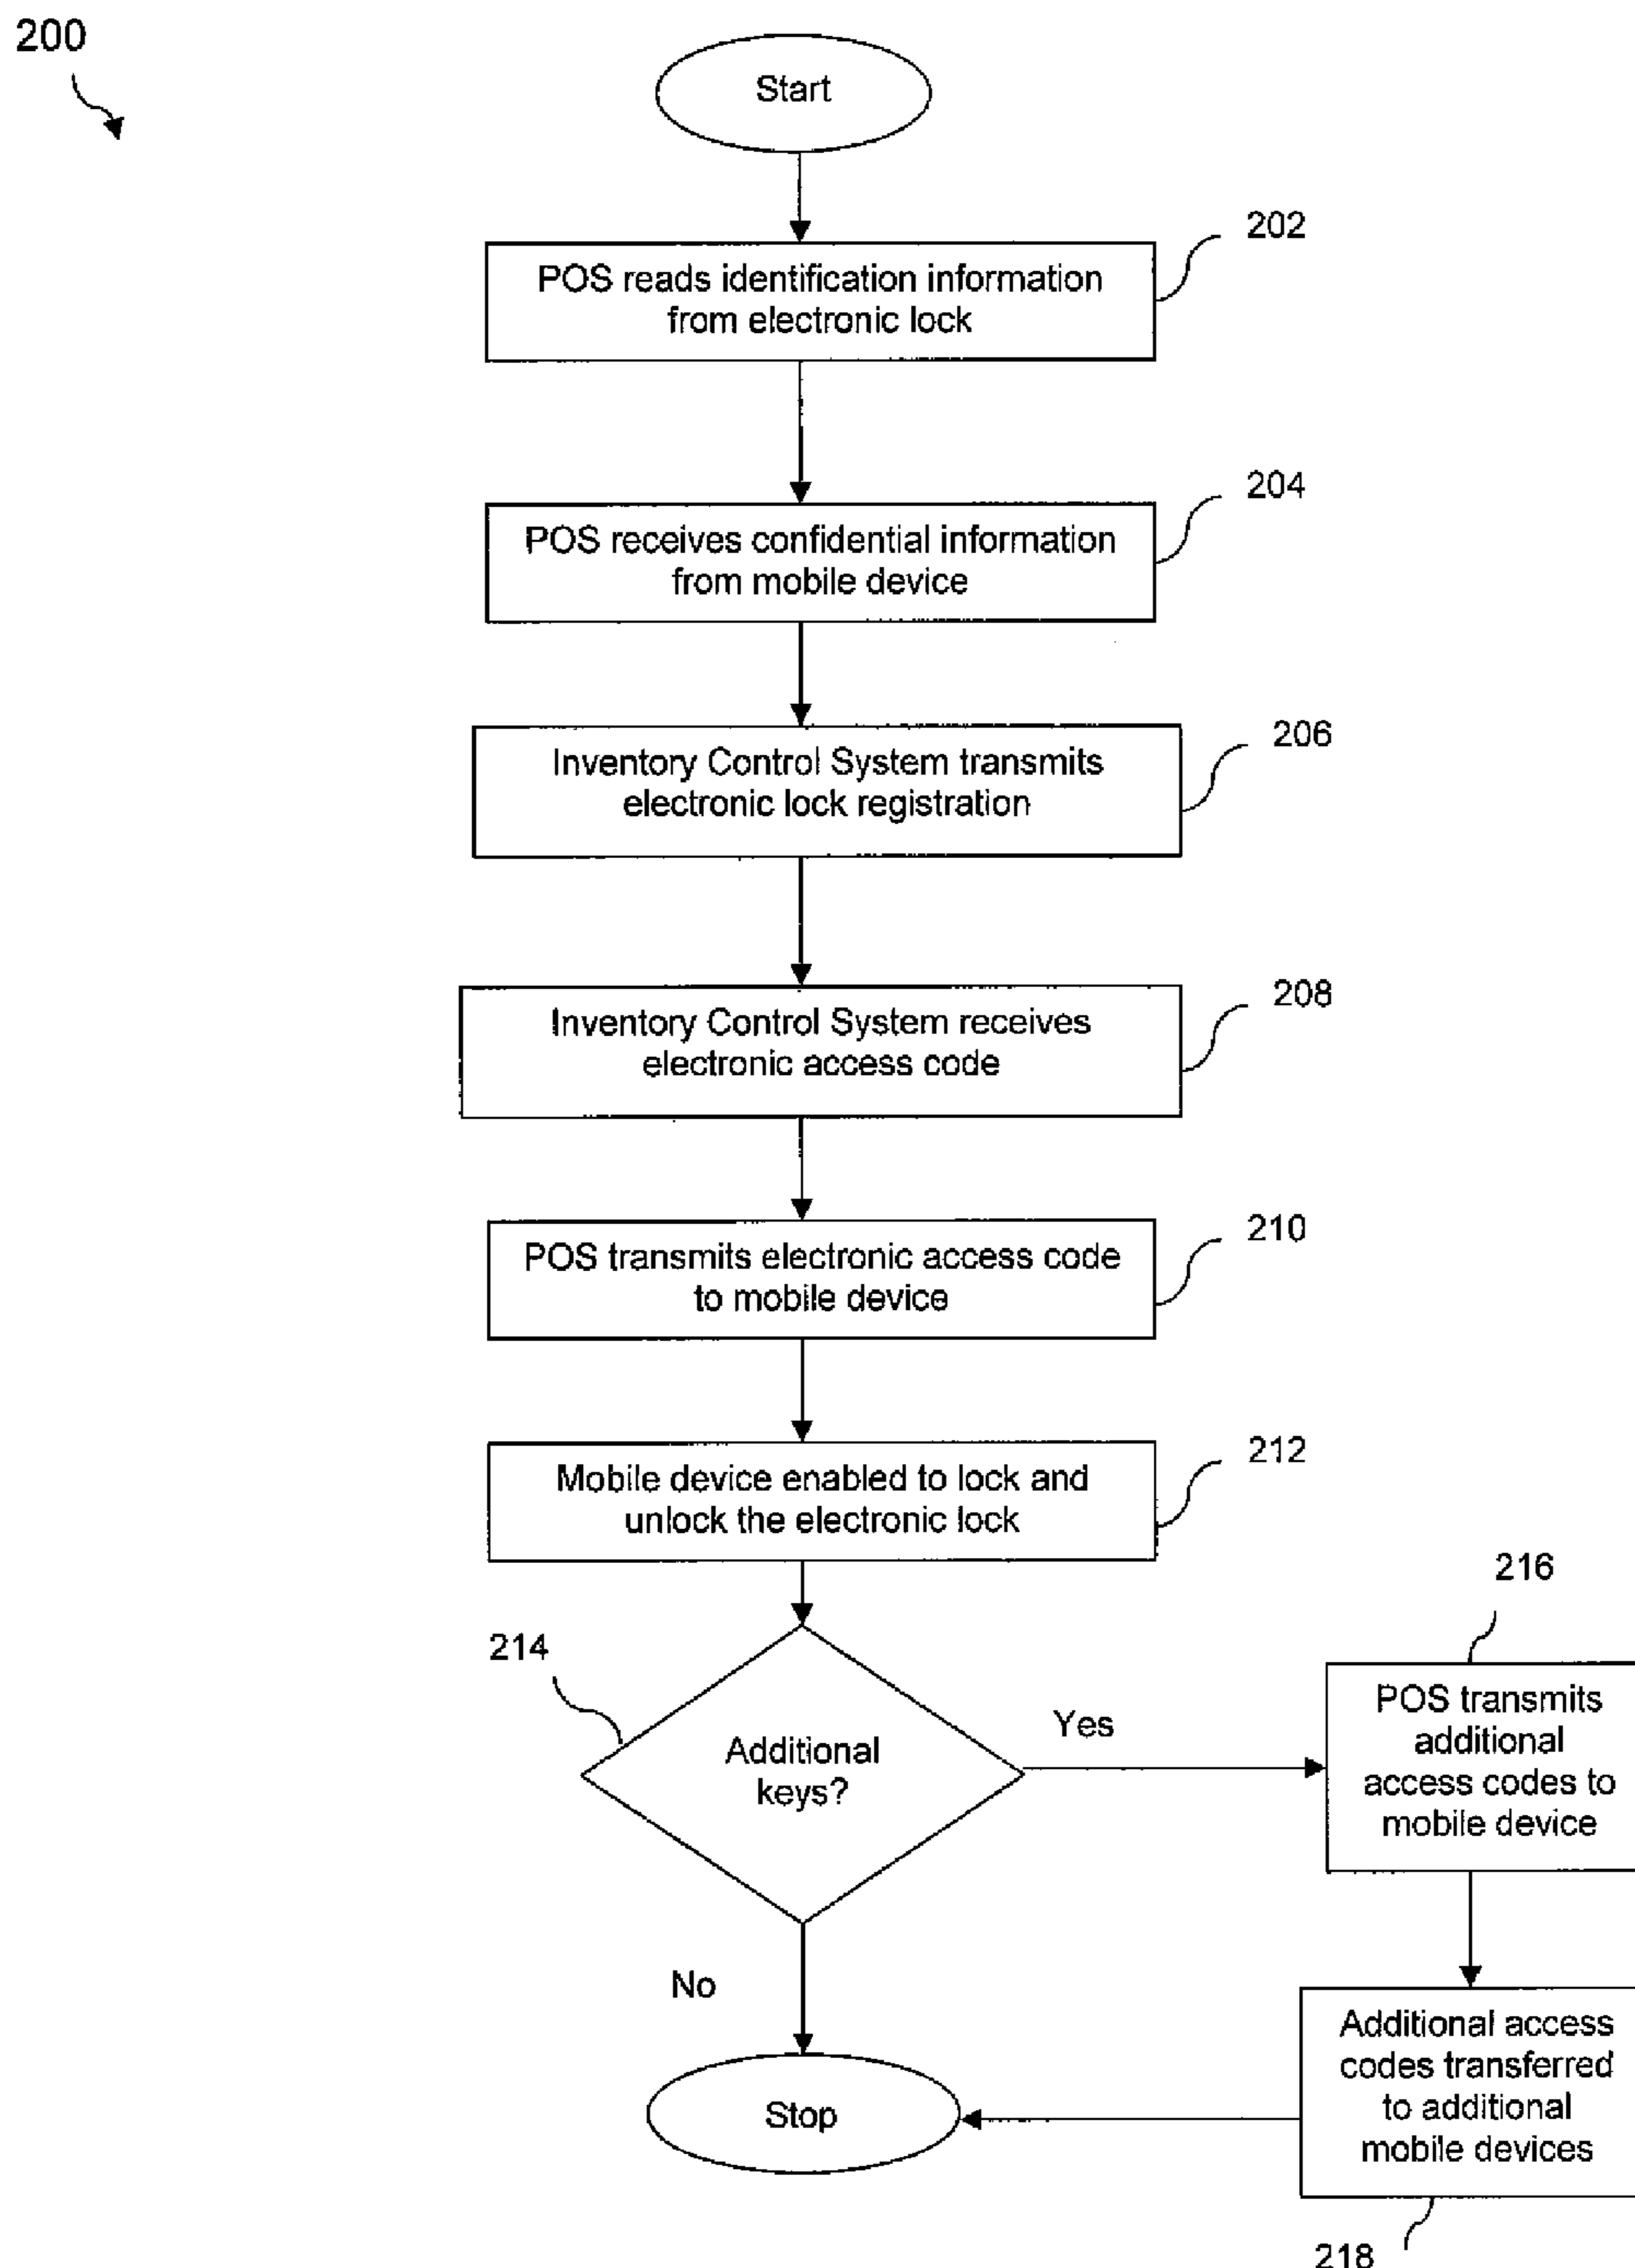 200
Start
202
POS reads identification information
from electronic lock
204
POS receives confidential information
from mobile device
206
Inventory Control System transmits
electronic lock registration
208
Inventory Control System receives
electronic access code
210
POS transmits electronic access code
to mobile device
212
Mobile device enabled to lock and
unlock the electronic lock
214
Additional
keys?
Yes
216
POS transmits
additional
access codes to
mobile device
No
Stop
Additional access
codes transferred
to additional
mobile devices
218